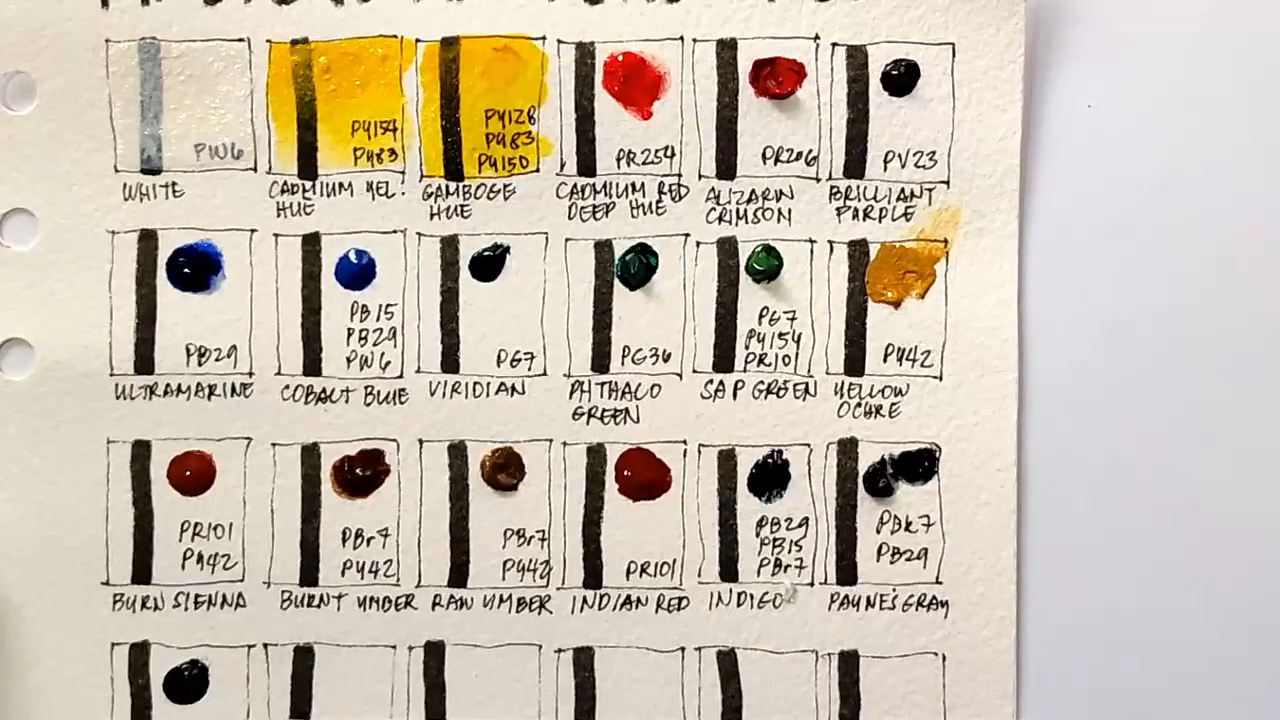 PW6
WHITE
PY154
PY83
CADMIUM YEL.
HUE
PY128
PY83
PY150
GAMBOGE
HUE
PR254
CADMIUM RED
DEEP HUE
PR206
ALIZARIN
CRIMSON
PV23
BRILLIANT
PURPLE
PB29
ULTRAMARINE
PB15
PB29
PW6
COBALT BLUE
PG7
VIRIDIAN
PG36
PHTHALO
GREEN
PG7
PY154
PR101
SAP GREEN
PY42
YELLOW
OCHRE
PR101
PY42
BURN SIENNA
PBr7
PY42
BURNT UMBER
PBr7
PY42
RAW UMBER
PR101
INDIAN RED
PB29
PB15
PBr7
INDIGO
PBk7
PB29
PAYNE'S GRAY